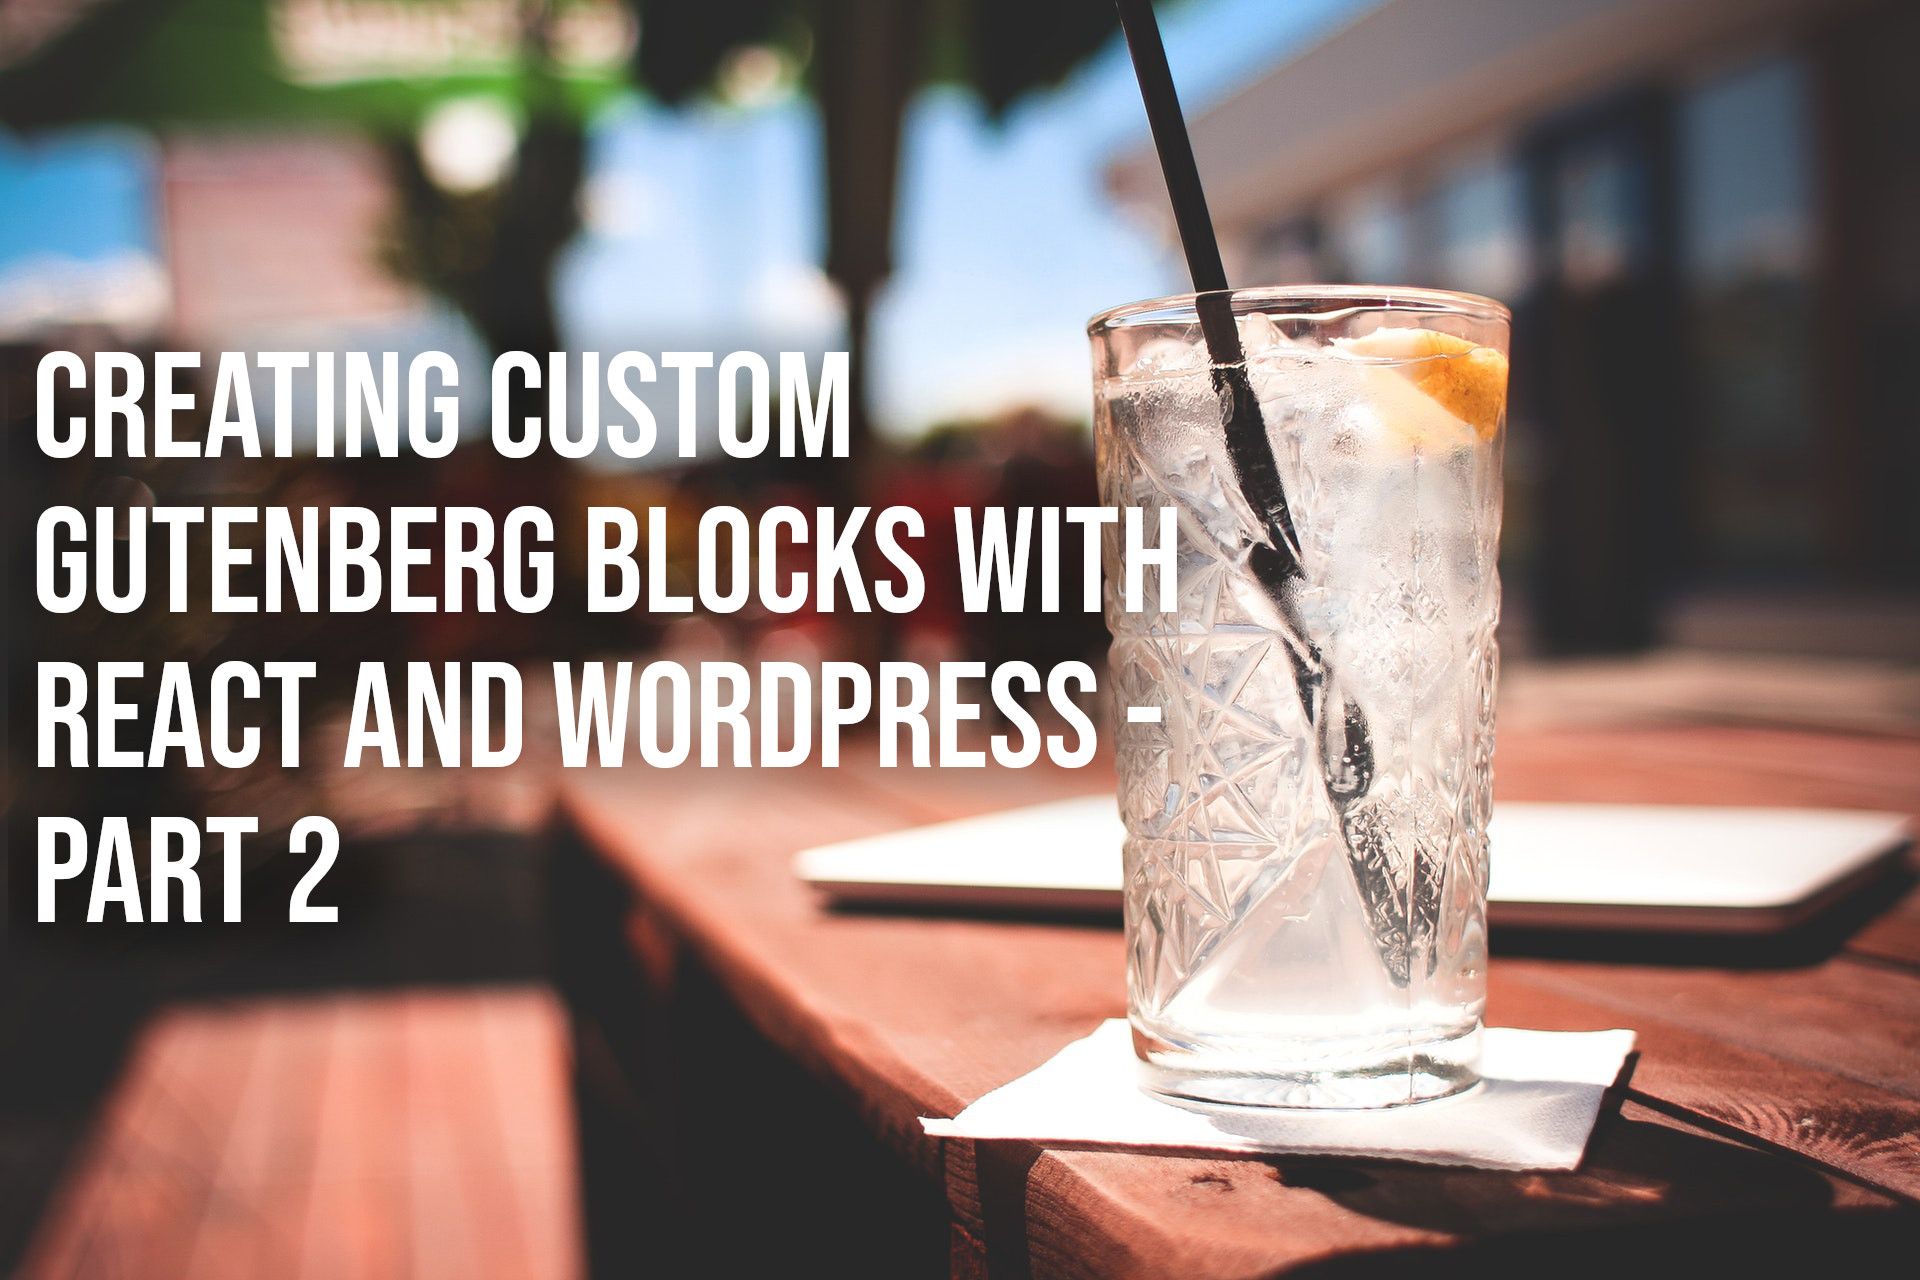 CREATING CUSTOM
GUTENBERG BLOCKS WITH
REACT AND WORDPRESS -
PART 2